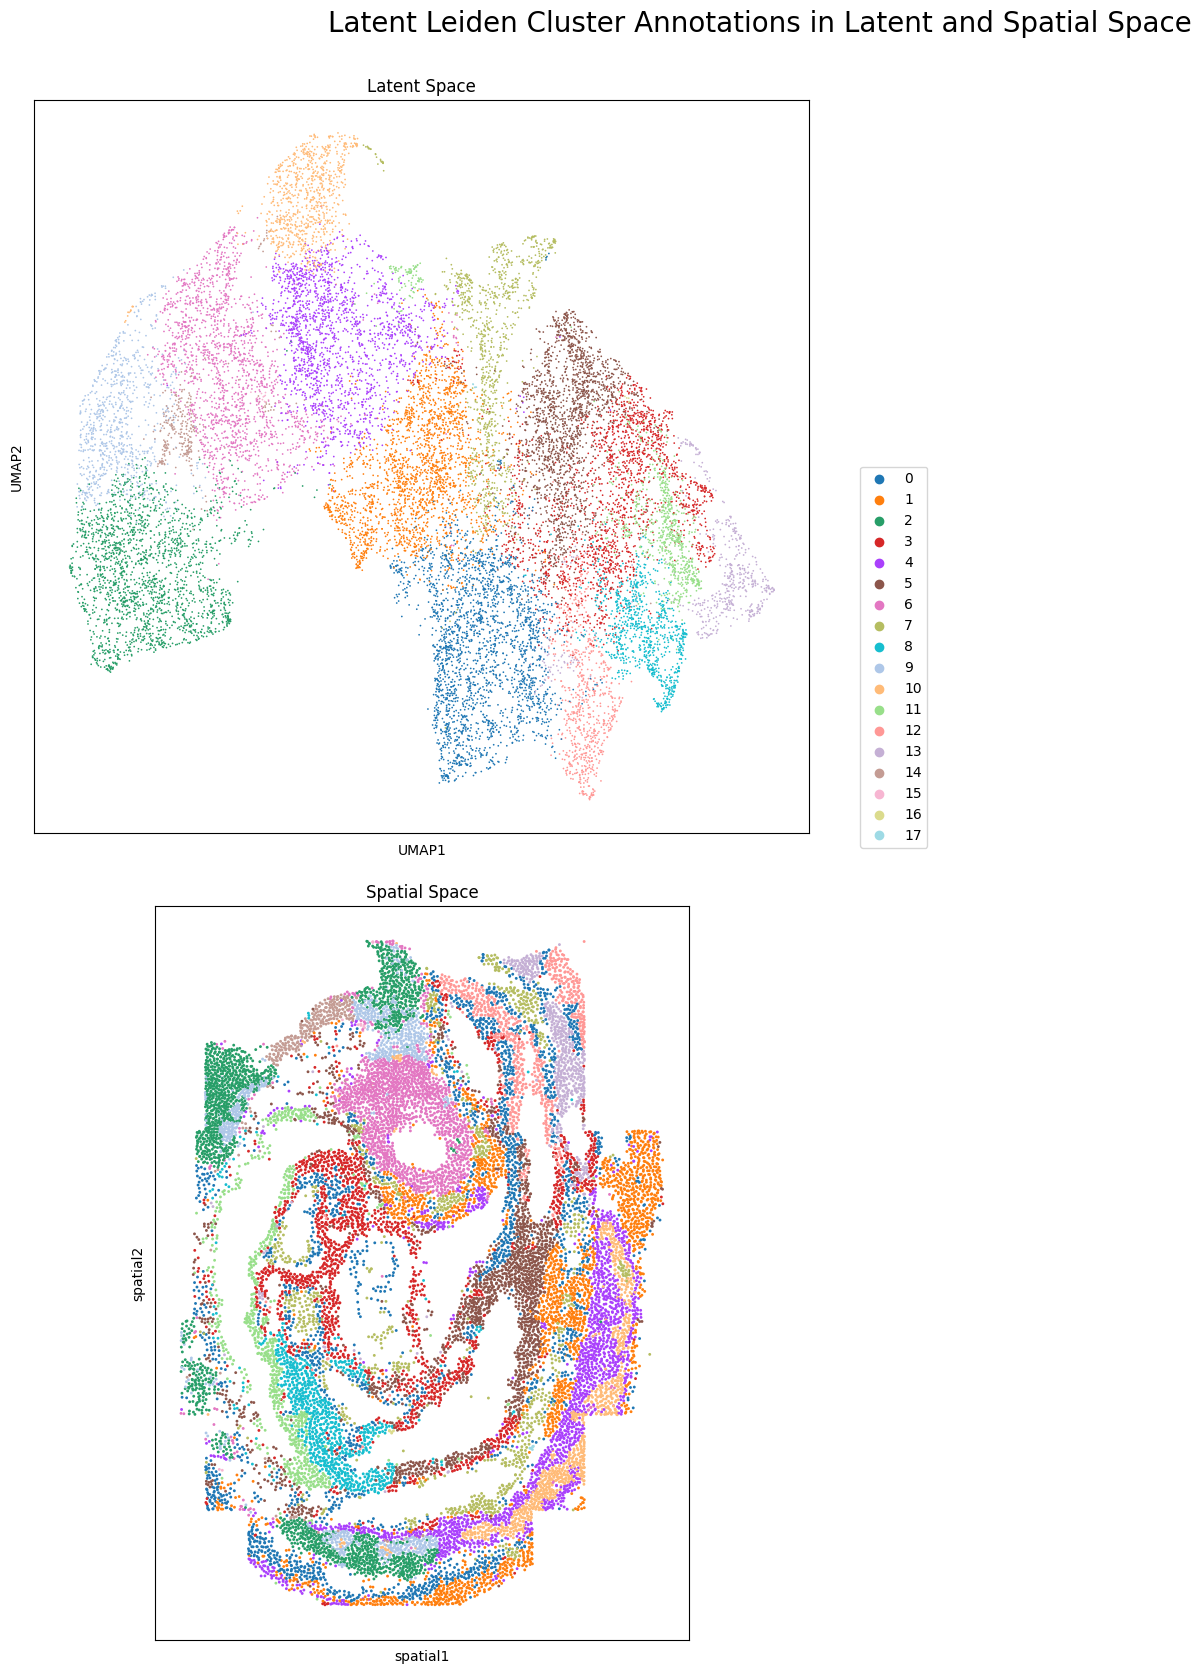 Latent Leiden Cluster Annotations in Latent and Spatial Space
Latent Space
UMAP2
UMAP1
0
1
2
3
4
5
6
7
8
9
10
11
12
13
14
15
16
17
Spatial Space
spatial2
spatial1